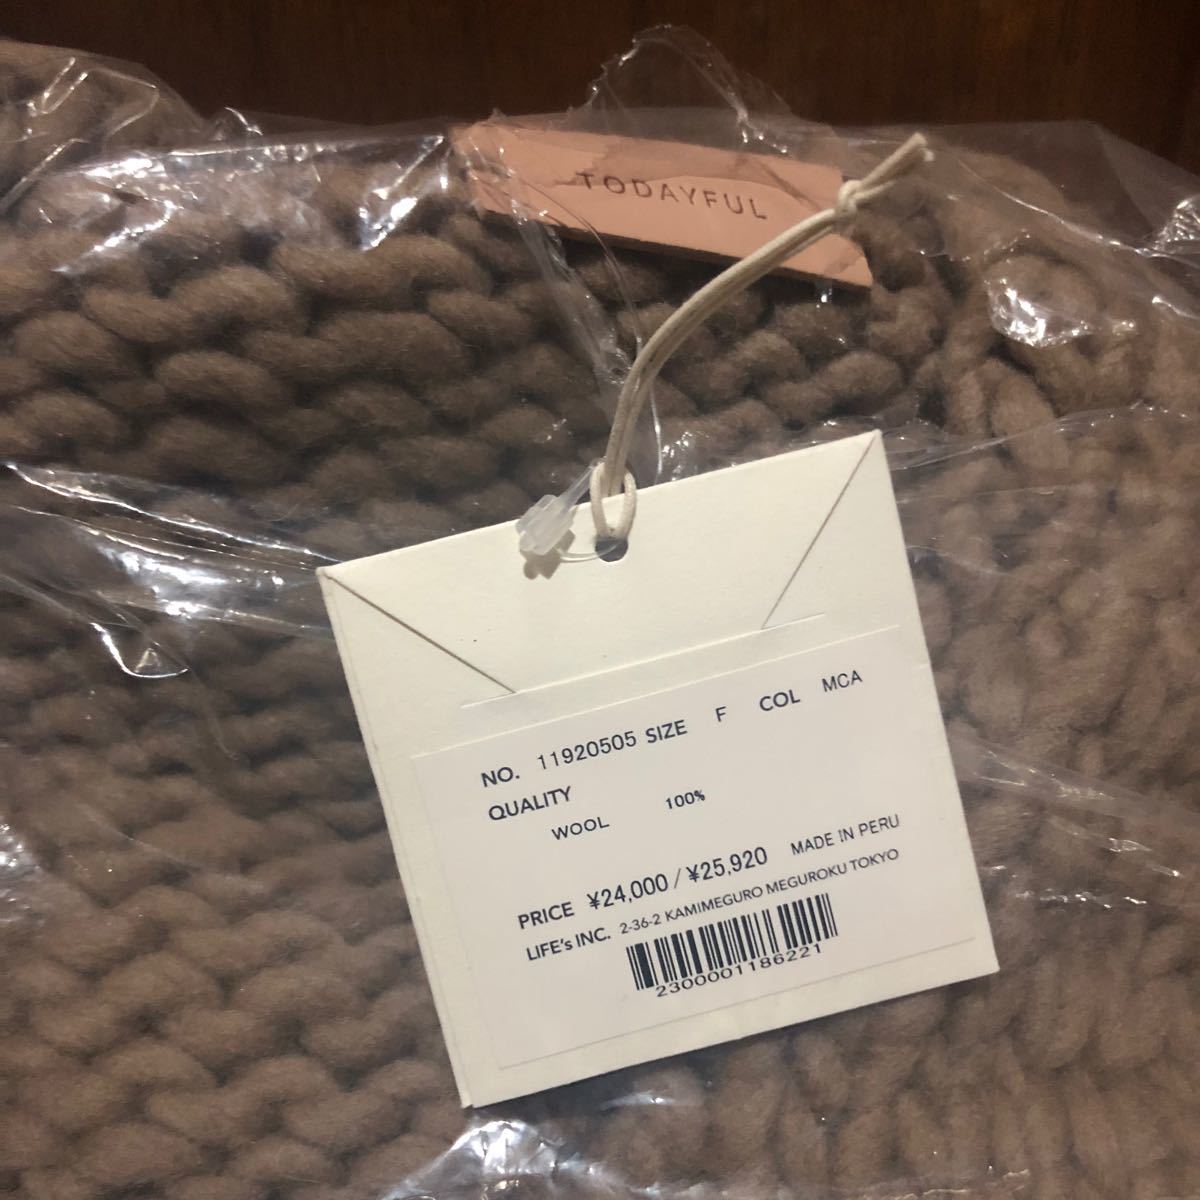 TODAYFUL
NO. 11920505 SIZE F COL MCA
QUALITY
WOOL 100%
PRICE ¥24,000 / ¥25,920 MADE IN PERU
LIFE's INC. 2-36-2 KAMIMEGURO MEGUROKU TOKYO
2300001186221